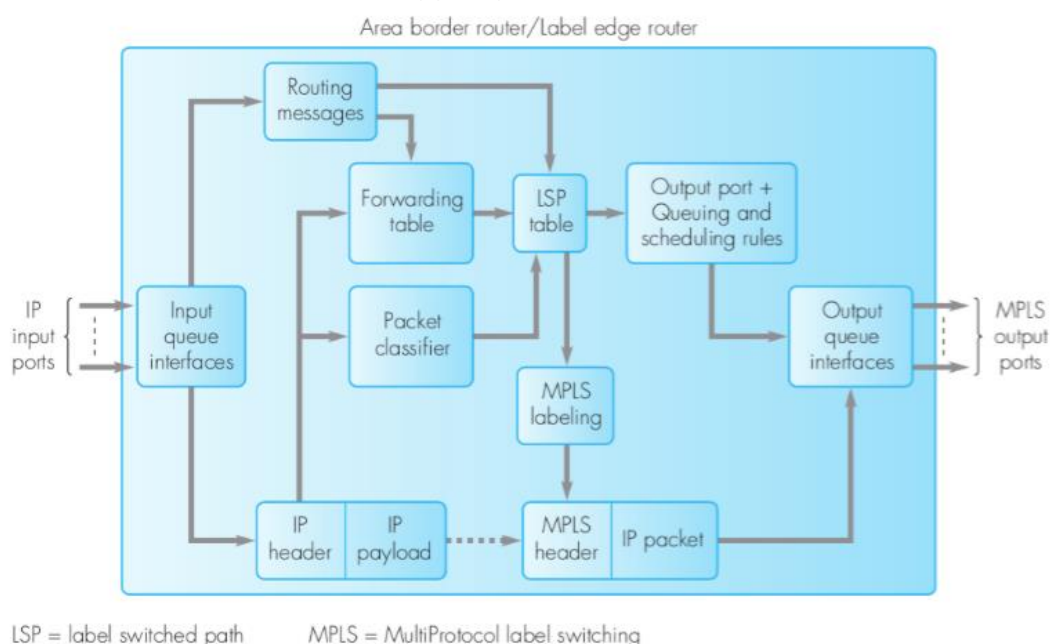 Area border router/Label edge router
Routing
messages
Forwarding
table
LSP
table
Output port +
Queuing and
scheduling rules
IP
input
ports
Input
queue
interfaces
Packet
classifier
Output
queue
interfaces
MPLS
output
ports
MPLS
labeling
IP
header
IP
payload
MPLS
header
IP packet
LSP = label switched path
MPLS = MultiProtocol label switching